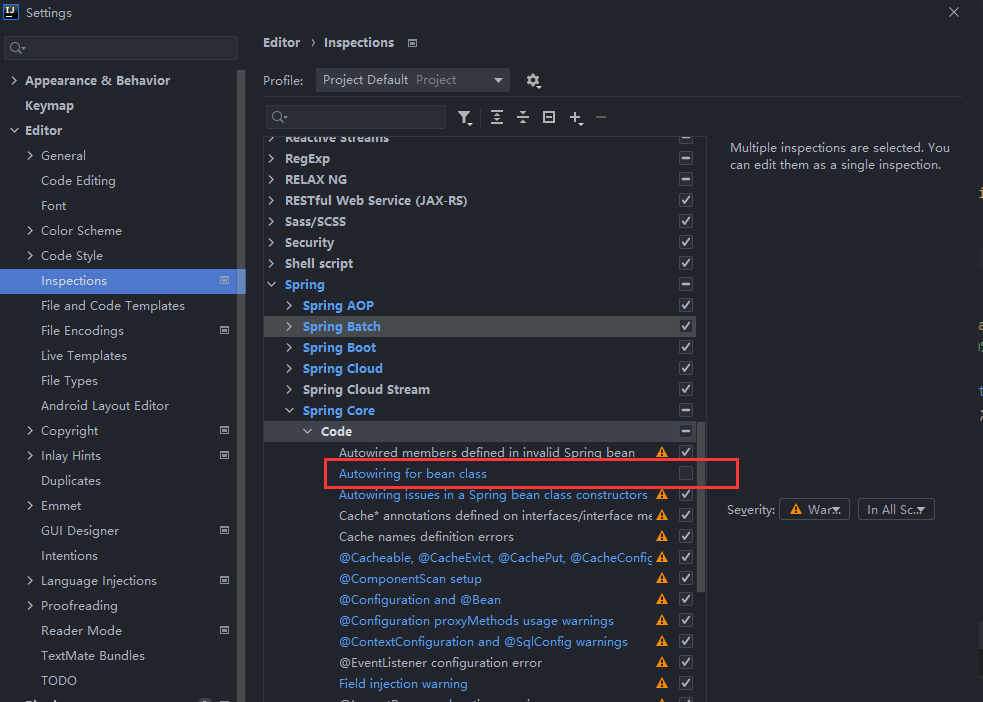 Settings
Appearance & Behavior
Keymap
Editor
General
Code Editing
Font
Color Scheme
Code Style
Inspections
File and Code Templates
File Encodings
Live Templates
File Types
Android Layout Editor
Copyright
Inlay Hints
Duplicates
Emmet
GUI Designer
Intentions
Language Injections
Proofreading
Reader Mode
TextMate Bundles
TODO
Editor › Inspections
Profile: Project Default Project
Reactive Streams
RegExp
RELAX NG
RESTful Web Service (JAX-RS)
Sass/SCSS
Security
Shell script
Spring
Spring AOP
Spring Batch
Spring Boot
Spring Cloud
Spring Cloud Stream
Spring Core
Code
Autowired members defined in invalid Spring bean
Autowiring for bean class
Autowiring issues in a Spring bean class constructors
Cache* annotations defined on interfaces/interface me
Cache names definition errors
@Cacheable, @CacheEvict, @CachePut, @CacheConfig
@ComponentScan setup
@Configuration and @Bean
@Configuration proxyMethods usage warnings
@ContextConfiguration and @SqlConfig warnings
@EventListener configuration error
Field injection warning
Multiple inspections are selected. You
can edit them as a single inspection.
Severity: War In All Sc..